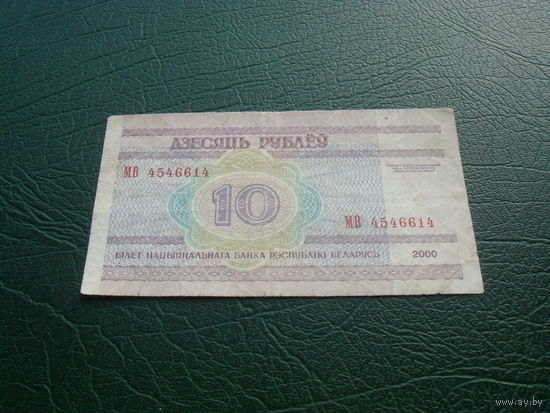 ДЗЕСЯЦЬ РУБЛЁЎ
МВ 4546614
10
МВ 4546614
БІЛЕТ НАЦЫЯНАЛЬНАГА БАНКА РЭСПУБЛІКІ БЕЛАРУСЬ 2000
www.ay.by